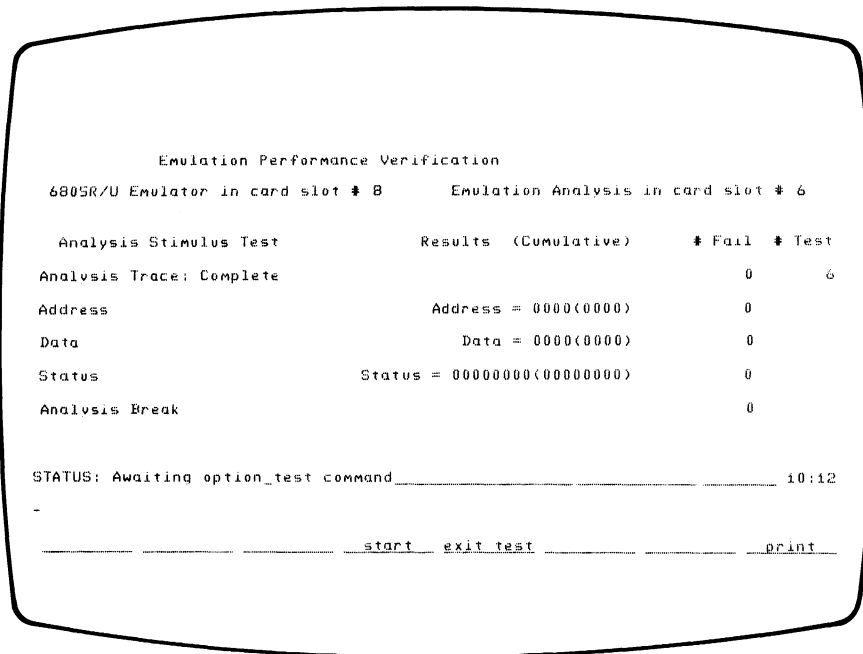 Emulation Performance Verification
6805R/U Emulator in card slot # 8 Emulation Analysis in card slot # 6
Analysis Stimulus Test Results (Cumulative) # Fail # Test
Analysis Trace: Complete 0 6
Address Address = 0000(0000) 0
Data Data = 0000(0000) 0
Status Status = 00000000(00000000) 0
Analysis Break 0
STATUS: Awaiting option_test command 10:12
start exit test print